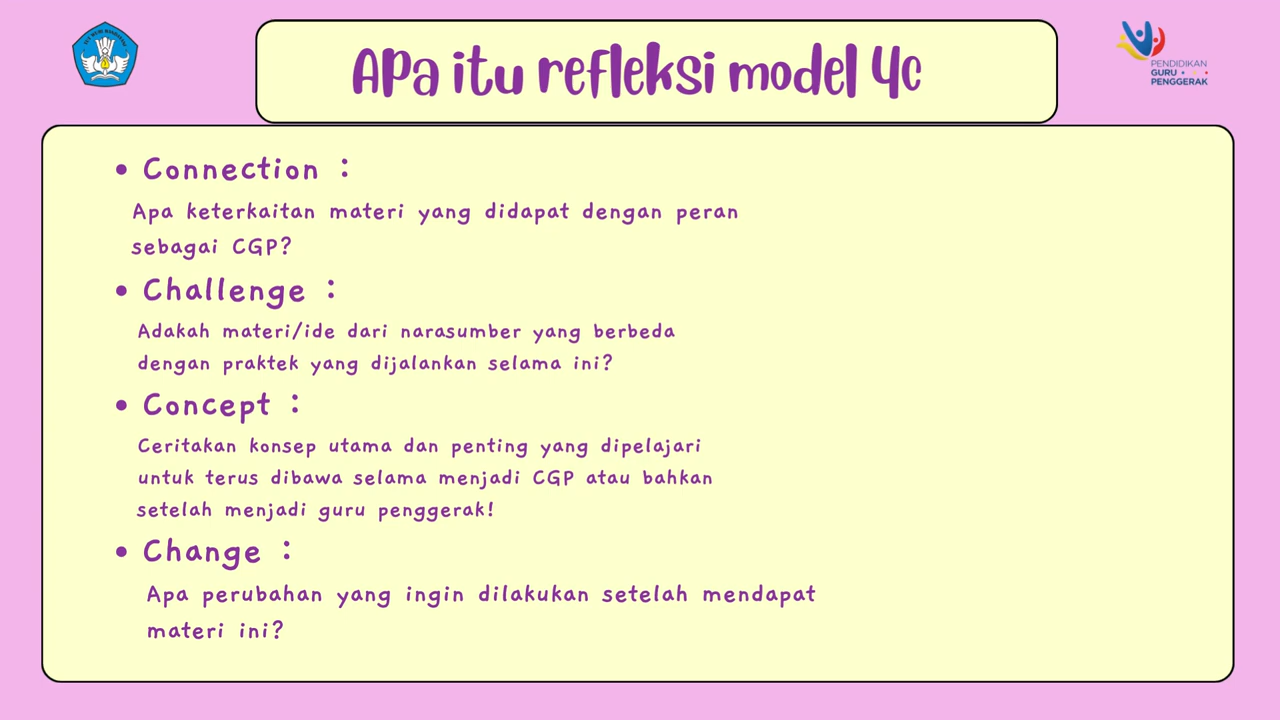 Apa itu refleksi model 4c
PENDIDIKAN
GURU
PENGGERAK
• Connection :
Apa keterkaitan materi yang didapat dengan peran
sebagai CGP?
• Challenge :
Adakah materi/ide dari narasumber yang berbeda
dengan praktek yang dijalankan selama ini?
• Concept :
Ceritakan konsep utama dan penting yang dipelajari
untuk terus dibawa selama menjadi CGP atau bahkan
setelah menjadi guru penggerak!
• Change :
Apa perubahan yang ingin dilakukan setelah mendapat
materi ini?